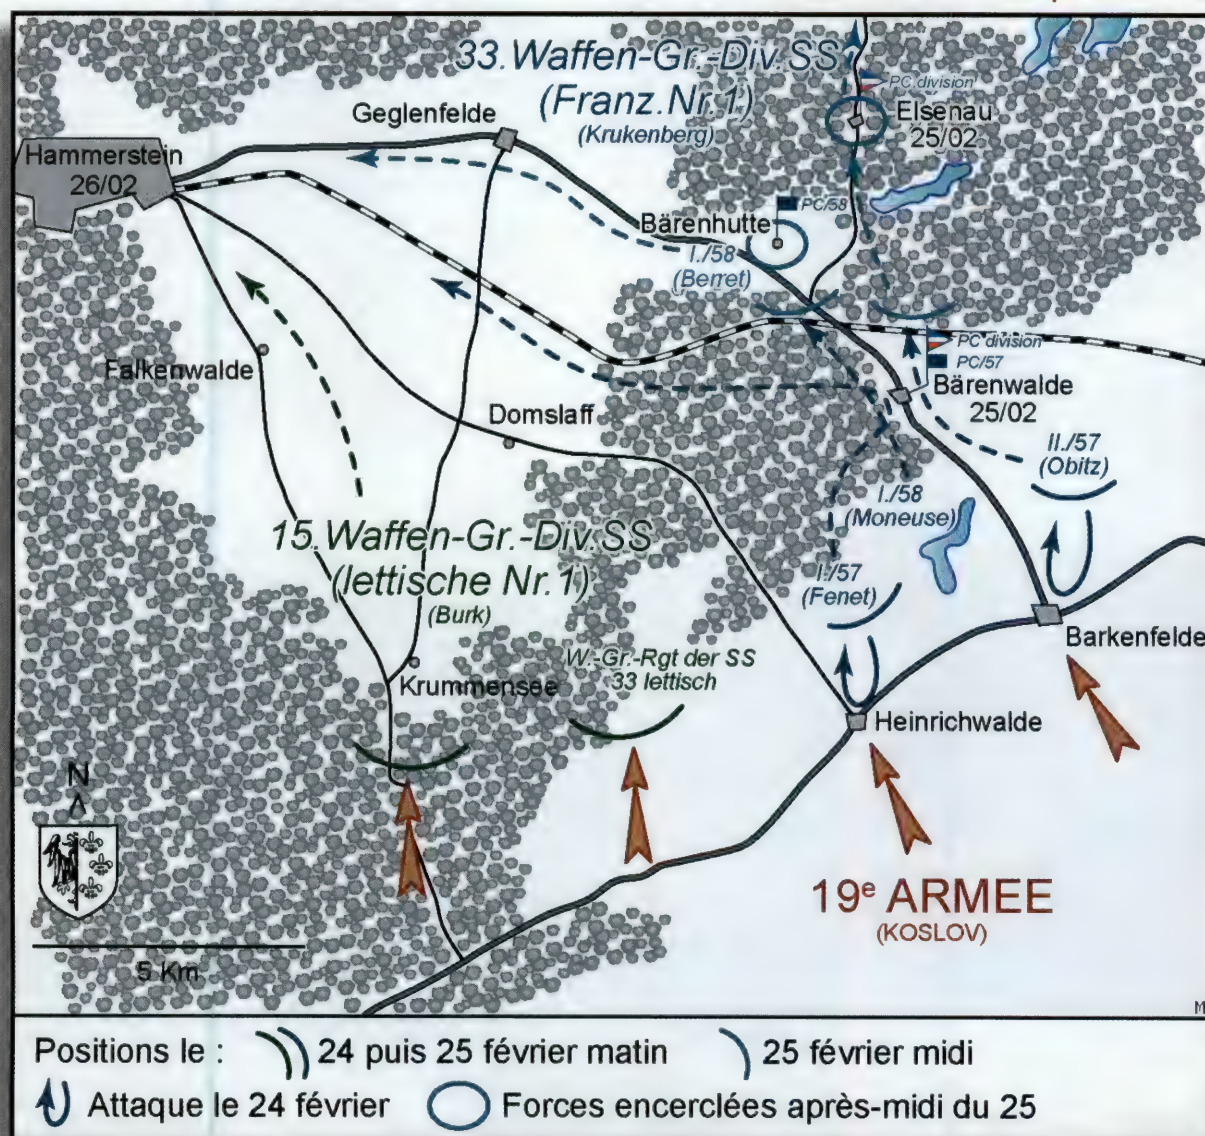 33.Waffen-Gr.-Div.SS
(Franz.Nr.1)
(Krukenberg)
PC division
Elsenau
25/02
Geglenfelde
Hammerstein
26/02
PC/58
Bärenhutte
I./58
(Berret)
PC division
PC/57
Bärenwalde
25/02
Falkenwalde
Domslaff
II./57
(Obitz)
I./58
(Moneuse)
15.Waffen-Gr.-Div.SS
(lettische Nr.1)
(Burk)
I./57
(Fenet)
Barkenfelde
W.-Gr.-Rgt der SS
33 lettisch
Krummensee
Heinrichwalde
N
19e ARMEE
(KOSLOV)
5 Km
M
Positions le : 24 puis 25 février matin 25 février midi
Attaque le 24 février Forces encerclées après-midi du 25